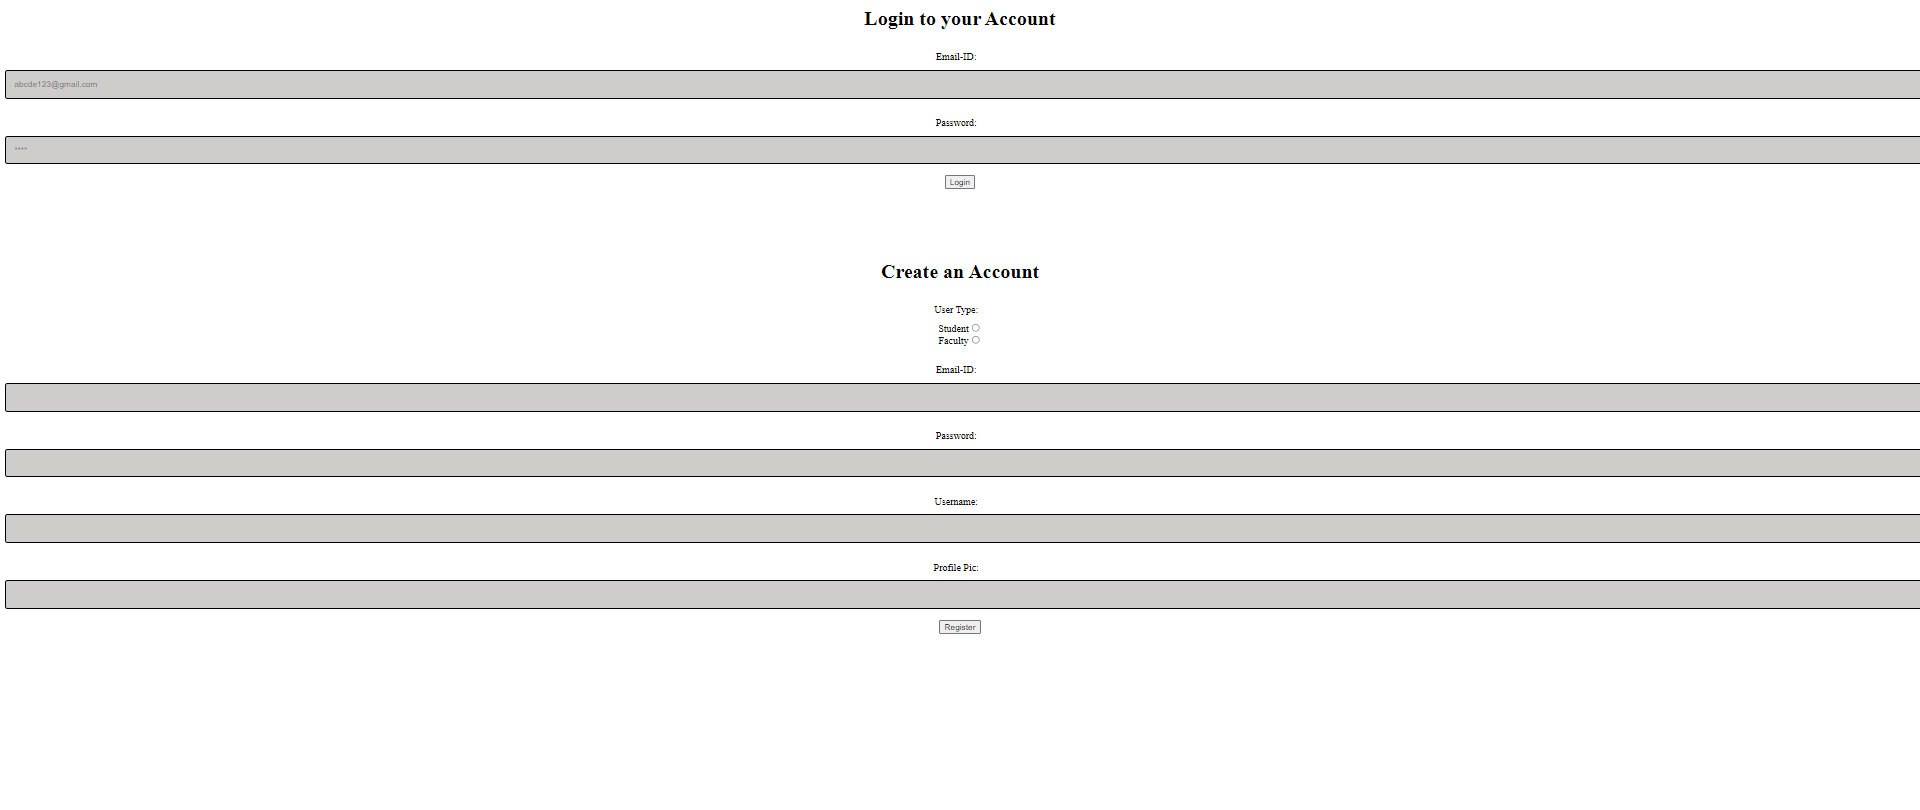 Login to your Account
Email-ID:
abcde123@gmail.com
Password:
****
Login
Create an Account
User Type:
Student
Faculty
Email-ID:
Password:
Username:
Profile Pic:
Register